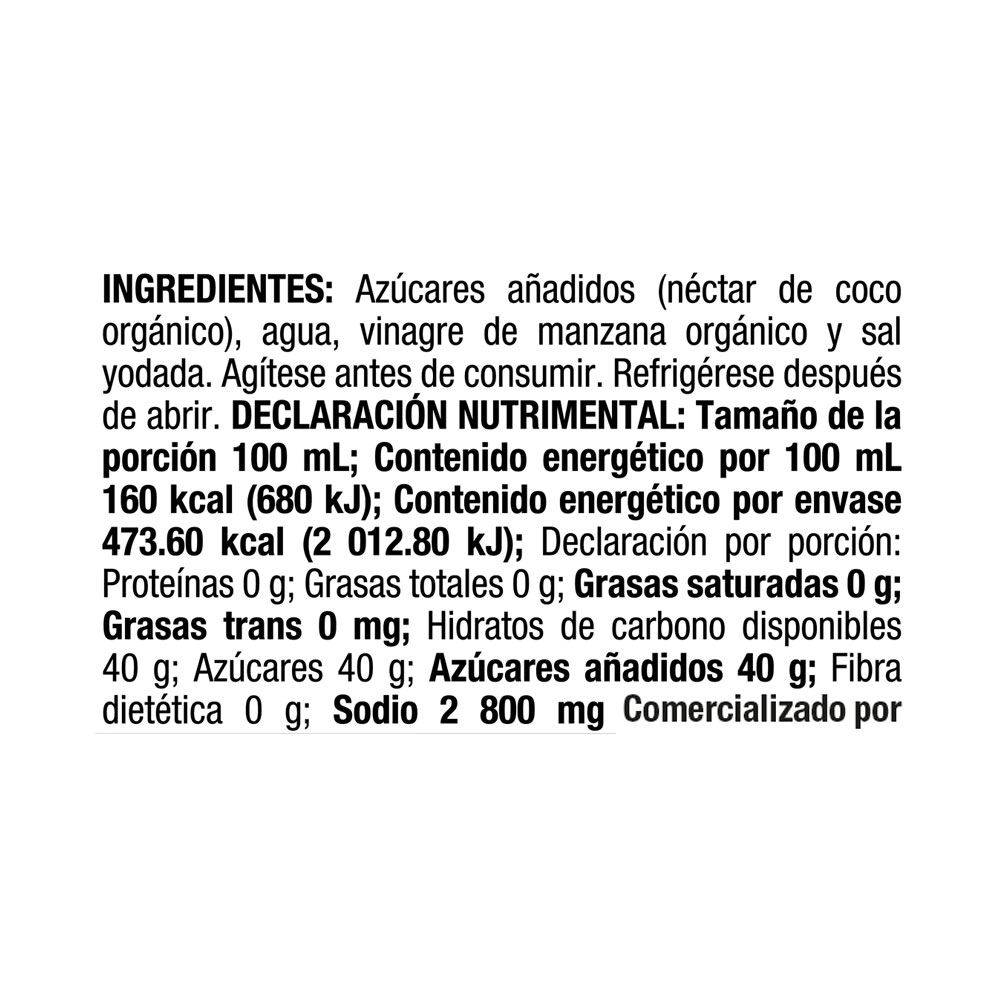 INGREDIENTES: Azúcares añadidos (néctar de coco
orgánico), agua, vinagre de manzana orgánico y sal
yodada. Agítese antes de consumir. Refrigérese después
de abrir. DECLARACIÓN NUTRIMENTAL: Tamaño de la
porción 100 mL; Contenido energético por 100 mL
160 kcal (680 kJ); Contenido energético por envase
473.60 kcal (2 012.80 kJ); Declaración por porción:
Proteínas 0 g; Grasas totales 0 g; Grasas saturadas 0 g;
Grasas trans 0 mg; Hidratos de carbono disponibles
40 g; Azúcares 40 g; Azúcares añadidos 40 g; Fibra
dietética 0 g; Sodio 2 800 mg Comercializado por